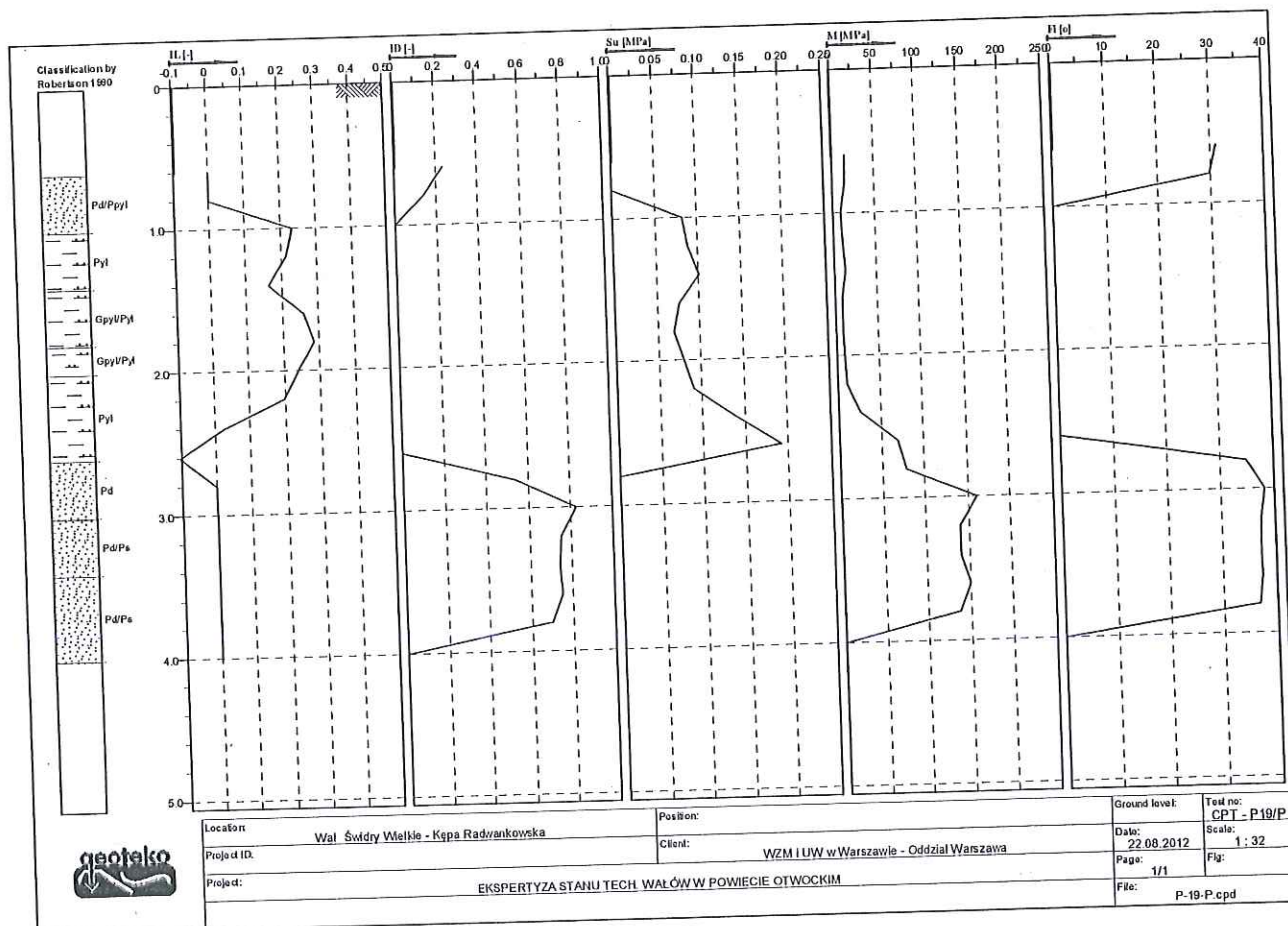 Classification by
Robertson 1990
IL [-]
-0.1 0 0.1 0.2 0.3 0.4 0.5
ID [-]
0 0.2 0.4 0.6 0.8 1.0
Su [MPa]
0 0.05 0.10 0.15 0.20 0.25
M [MPa]
0 50 100 150 200 250
FI [o]
0 10 20 30 40
0
1.0
2.0
3.0
4.0
5.0
Pd/Ppyl
Pyl
Gpyl/Pyl
Gpyl/Pyl
Pyl
Pd
Pd/Ps
Pd/Ps
geoteko
Location:
Wał Świdry Wielkie - Kępa Radwankowska
Position:
Ground level:
Test no:
CPT - P19/P
Project ID:
Client:
WZM i UW w Warszawie - Oddział Warszawa
Date:
22.08.2012
Scale:
1 : 32
Project:
EKSPERTYZA STANU TECH. WAŁÓW W POWIECIE OTWOCKIM
Page:
1/1
Fig:
File:
P-19-P.cpd